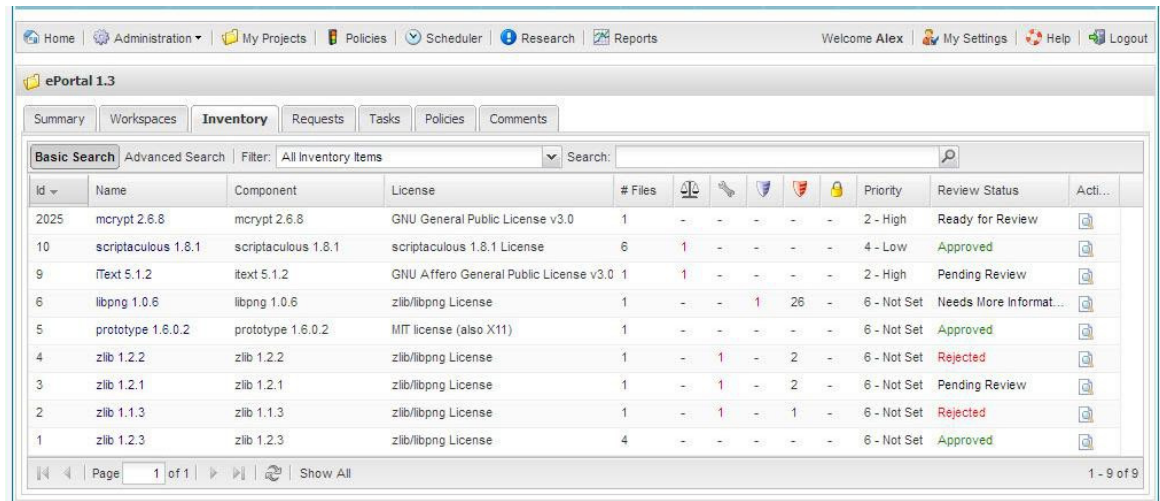 Home Administration My Projects Policies Scheduler Research Reports Welcome Alex My Settings Help Logout
ePortal 1.3
Summary Workspaces Inventory Requests Tasks Policies Comments
Basic Search Advanced Search Filter: All Inventory Items Search:
Id Name Component License # Files Priority Review Status Acti...
2025 mcrypt 2.6.8 mcrypt 2.6.8 GNU General Public License v3.0 1 - - - - - 2 - High Ready for Review
10 scriptaculous 1.8.1 scriptaculous 1.8.1 scriptaculous 1.8.1 License 6 1 - - - - 4 - Low Approved
9 iText 5.1.2 itext 5.1.2 GNU Affero General Public License v3.0 1 1 - - - - 2 - High Pending Review
6 libpng 1.0.6 libpng 1.0.6 zlib/libpng License 1 - - 1 26 - 6 - Not Set Needs More Informat...
5 prototype 1.6.0.2 prototype 1.6.0.2 MIT license (also X11) 1 - - - - - 6 - Not Set Approved
4 zlib 1.2.2 zlib 1.2.2 zlib/libpng License 1 - 1 - 2 - 6 - Not Set Rejected
3 zlib 1.2.1 zlib 1.2.1 zlib/libpng License 1 - 1 - 2 - 6 - Not Set Pending Review
2 zlib 1.1.3 zlib 1.1.3 zlib/libpng License 1 - 1 - 1 - 6 - Not Set Rejected
1 zlib 1.2.3 zlib 1.2.3 zlib/libpng License 4 - - - - - 6 - Not Set Approved
Page 1 of 1 Show All 1 - 9 of 9